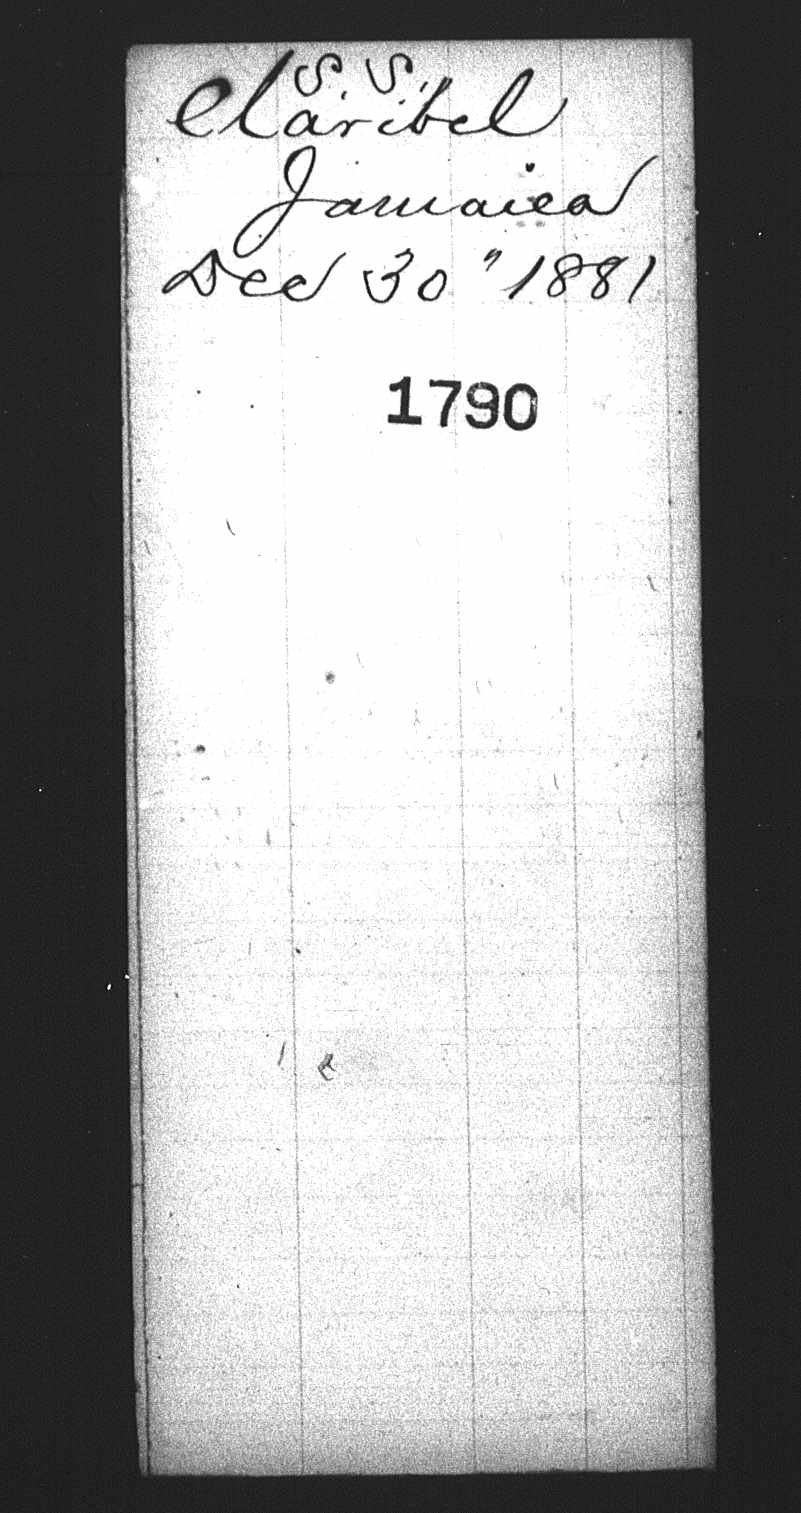 S. S.
Claribel
Jamaica
Dec 30" 1881
1790